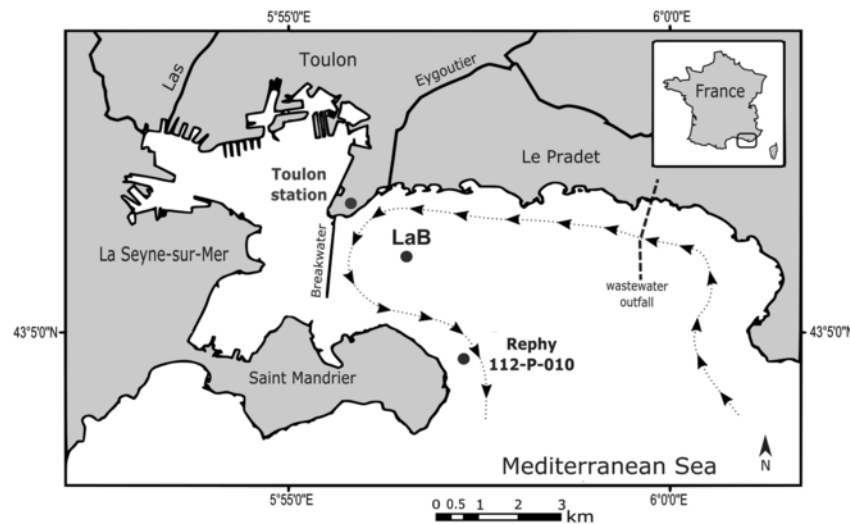 5°55'0"E
6°0'0"E
Toulon
Las
Eygoutier
France
Le Pradet
Toulon
station
La Seyne-sur-Mer
LaB
Breakwater
wastewater
outfall
43°5'0"N
43°5'0"N
Rephy
112-P-010
Saint Mandrier
Mediterranean Sea
N
5°55'0"E
6°0'0"E
0 0.5 1 2 3
km